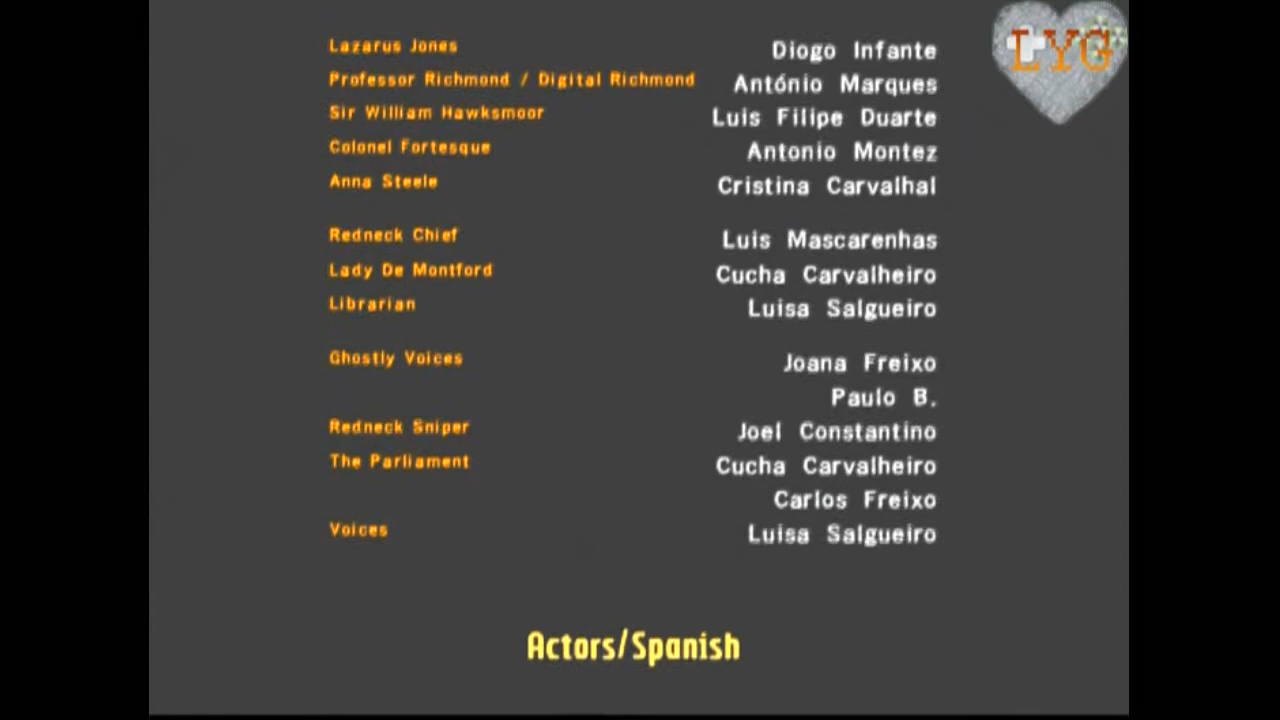 LYG
Lazarus Jones Diogo Infante
Professor Richmond / Digital Richmond António Marques
Sir William Hawksmoor Luis Filipe Duarte
Colonel Fortesque Antonio Montez
Anna Steele Cristina Carvalhal
Redneck Chief Luis Mascarenhas
Lady De Montford Cucha Carvalheiro
Librarian Luisa Salgueiro
Ghostly Voices Joana Freixo
Paulo B.
Redneck Sniper Joel Constantino
The Parliament Cucha Carvalheiro
Carlos Freixo
Voices Luisa Salgueiro
Actors/Spanish